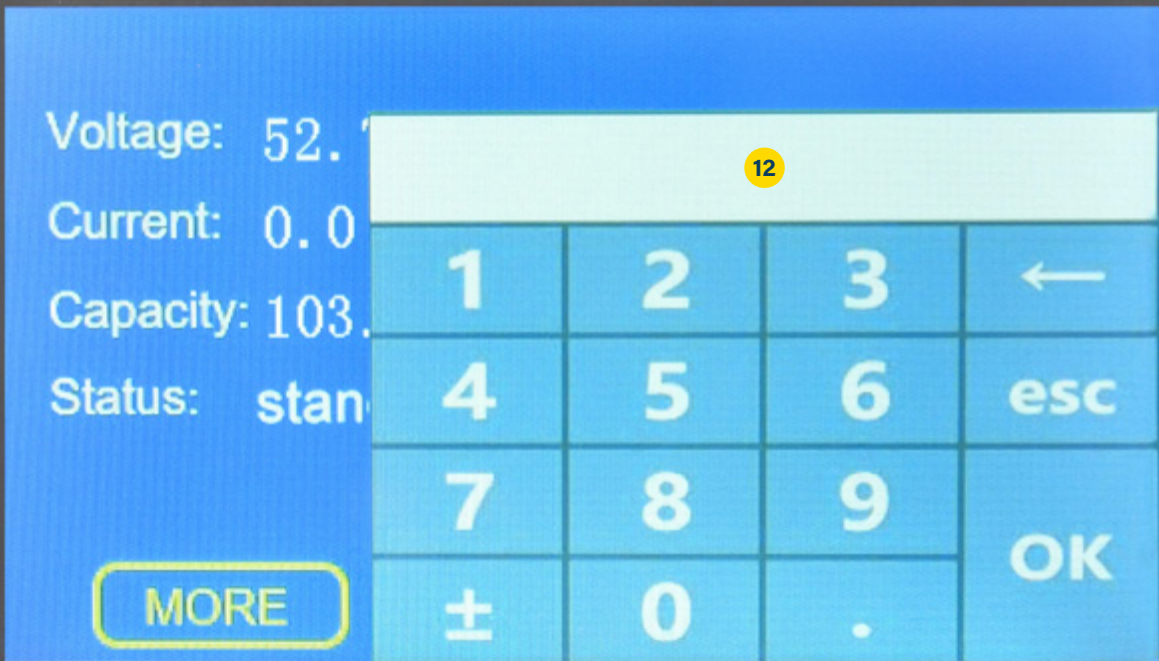 Voltage: 52.
12
Current: 0.0
1 2 3 ←
Capacity: 103.
4 5 6 esc
Status: stan
7 8 9
OK
MORE
± 0 .